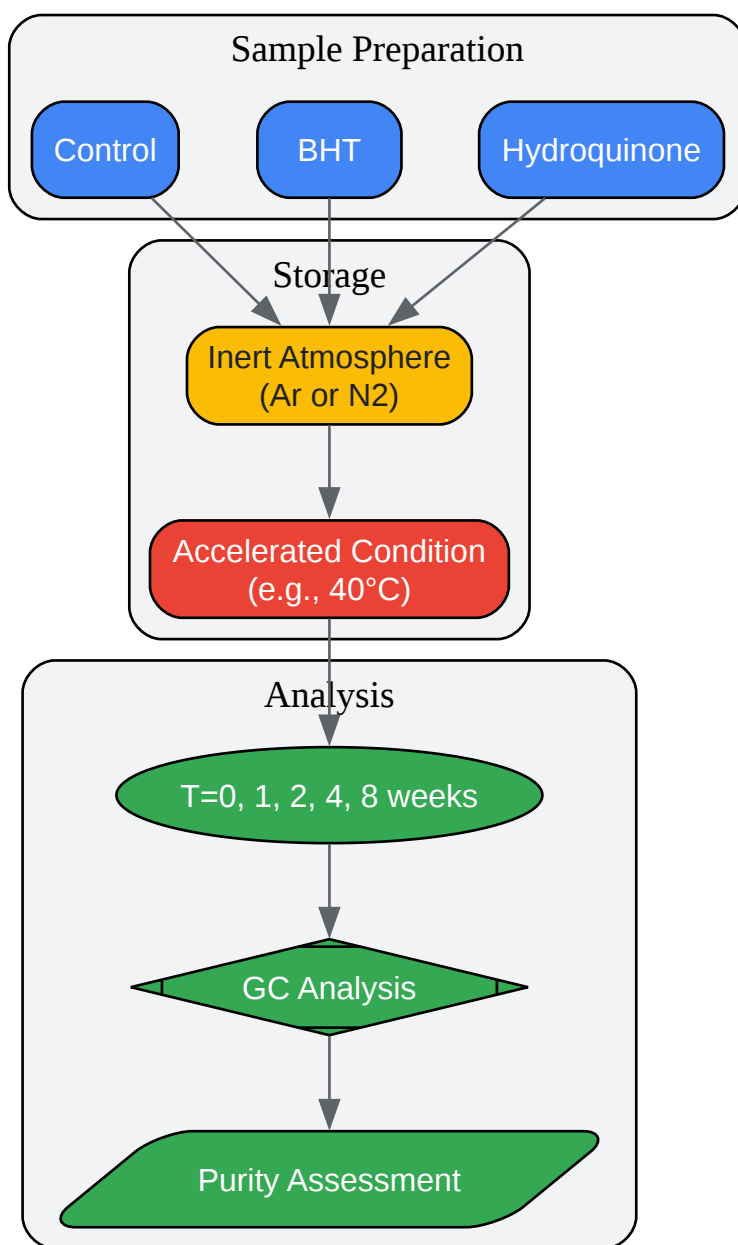 Sample Preparation
Control
BHT
Hydroquinone
Storage
Inert Atmosphere
(Ar or N2)
Accelerated Condition
(e.g., 40°C)
Analysis
T=0, 1, 2, 4, 8 weeks
GC Analysis
Purity Assessment